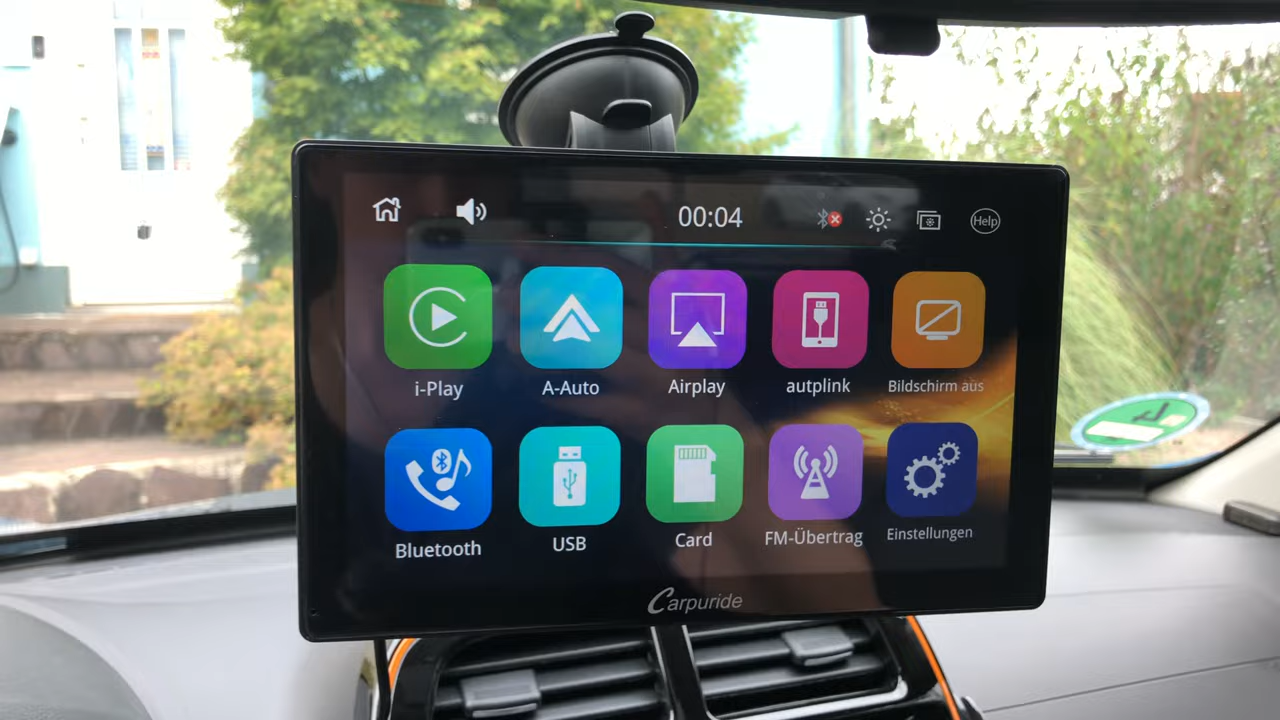 00:04 Help
i-Play A-Auto Airplay autplink Bildschirm aus
Bluetooth USB Card FM-Übertrag Einstellungen
Carpuride